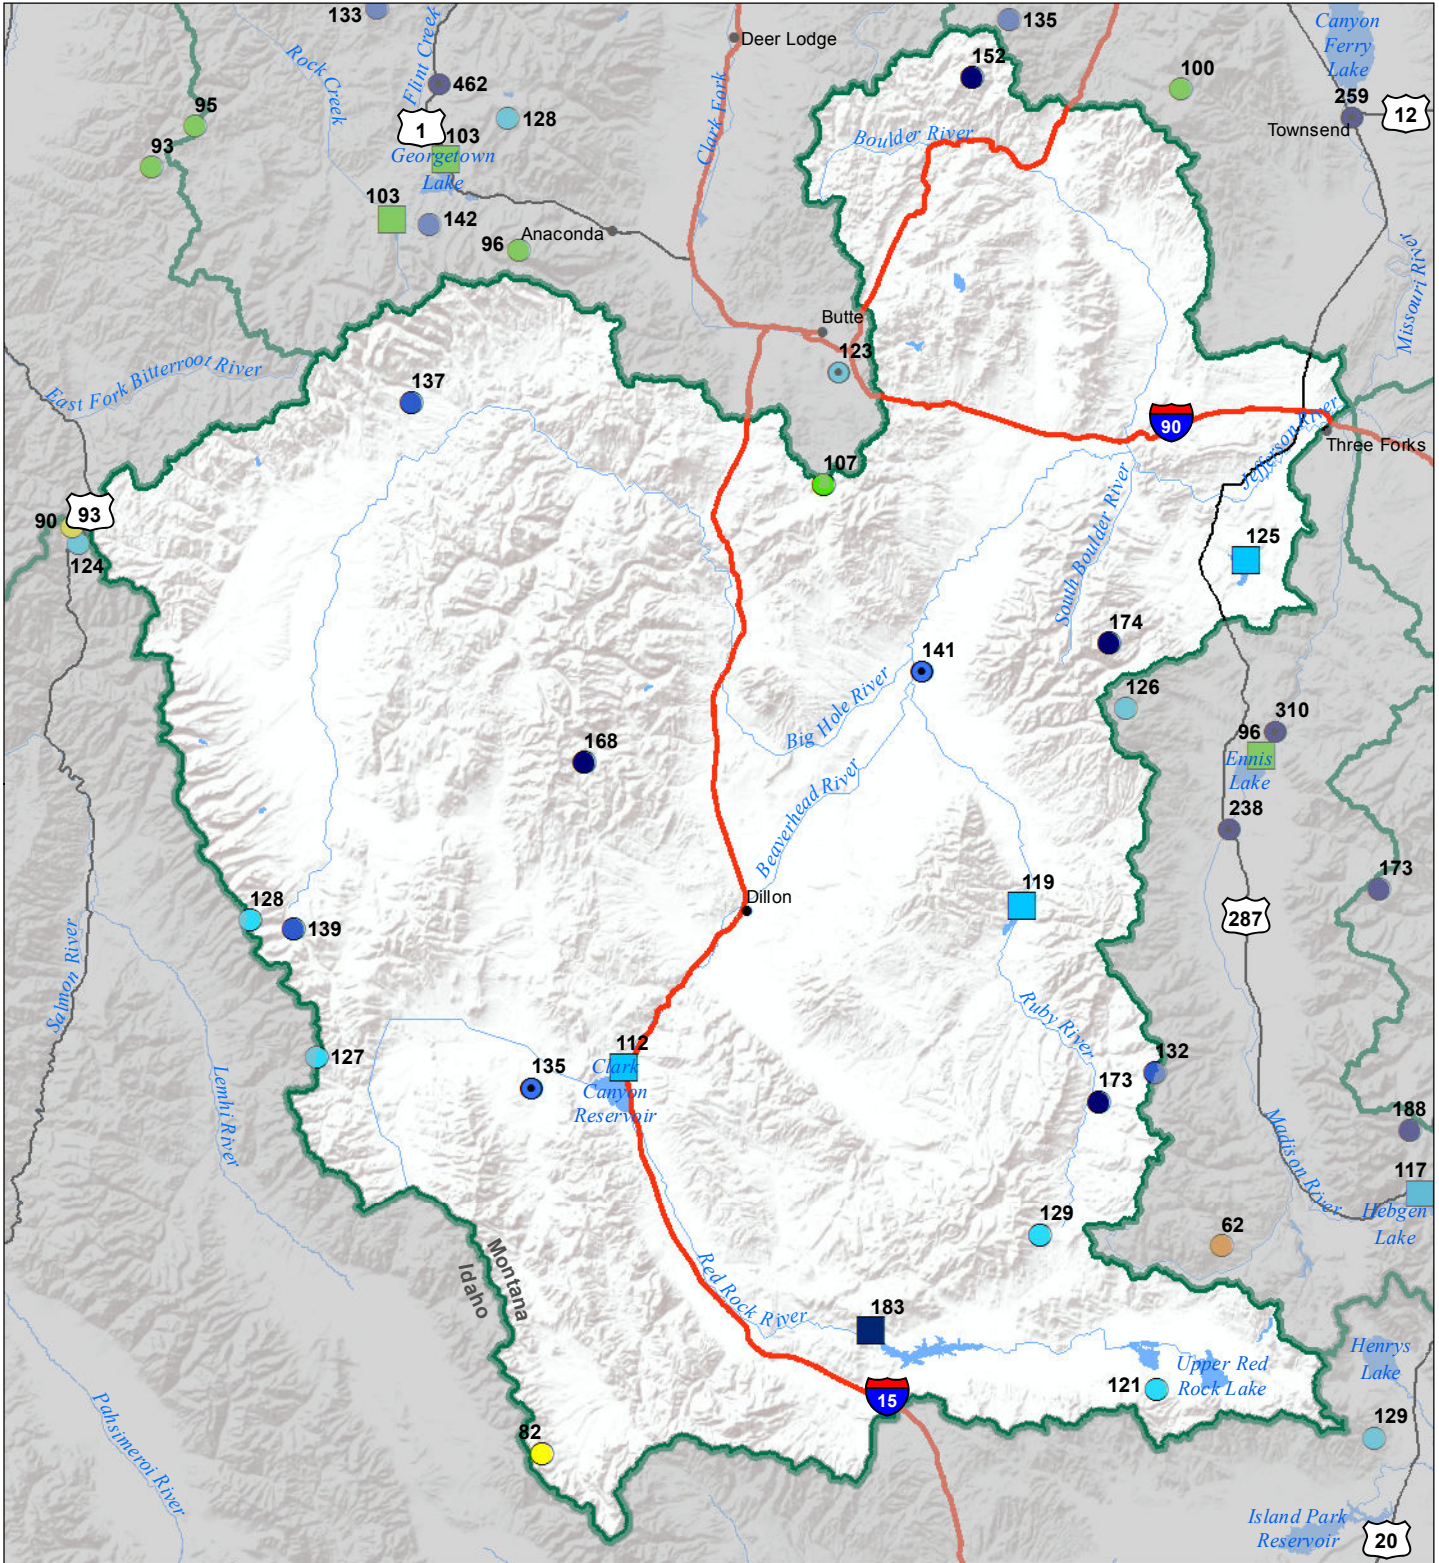 133
135
Deer Lodge
Canyon
Ferry
Lake
Rock Creek
Flint Creek
462
152
100
259
12
Townsend
95
1
103
128
Clark Fork
Boulder River
93
Georgetown
Lake
103
142
96
Anaconda
Missouri River
Butte
123
East Fork Bitterroot River
137
90
Jefferson River
Three Forks
107
South Boulder River
90
93
124
125
174
141
126
Big Hole River
310
96
Ennis
Lake
168
Beaverhead River
238
173
119
Dillon
128
139
287
Salmon River
Ruby River
127
135
112
Clark
Canyon
Reservoir
132
173
Lemhi River
Madison River
188
117
Hebgen
Lake
129
62
Montana
Idaho
Red Rock River
183
Upper Red
Rock Lake
121
Henrys
Lake
15
129
82
Pahsimeroi River
Island Park
Reservoir
20